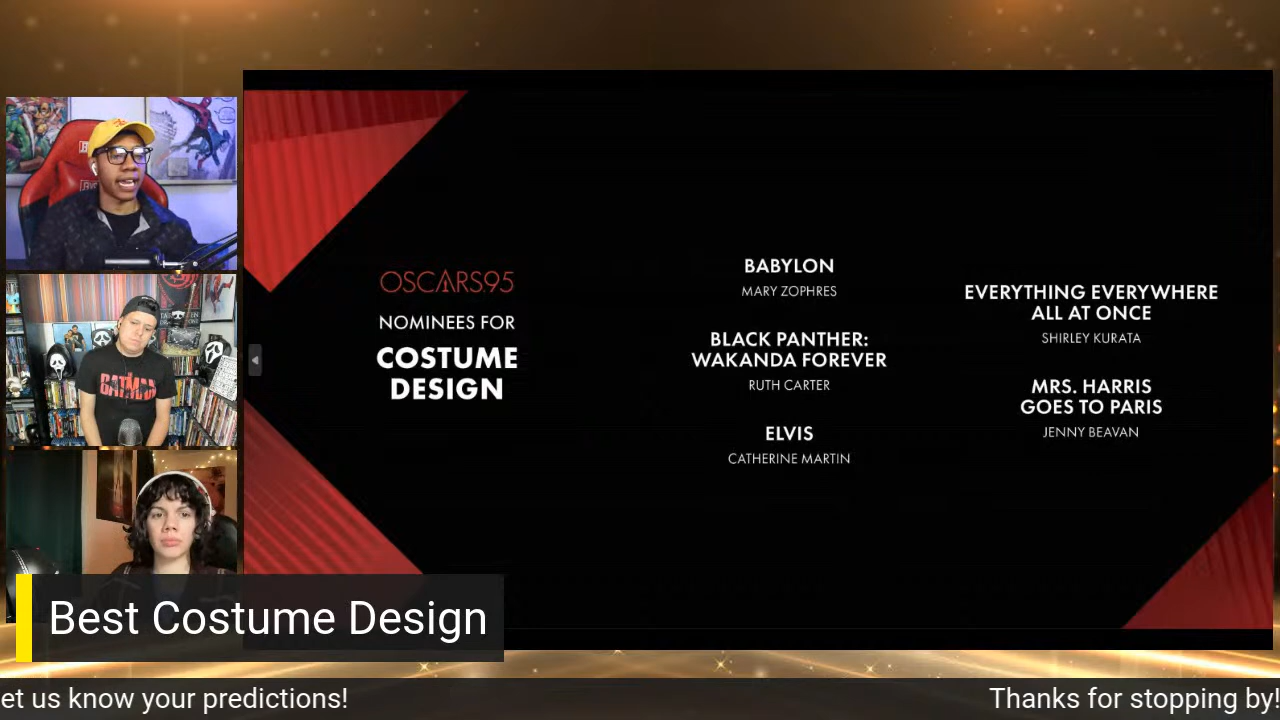 OSCARS95
NOMINEES FOR
COSTUME
DESIGN
BABYLON
MARY ZOPHRES
BLACK PANTHER:
WAKANDA FOREVER
RUTH CARTER
ELVIS
CATHERINE MARTIN
EVERYTHING EVERYWHERE
ALL AT ONCE
SHIRLEY KURATA
MRS. HARRIS
GOES TO PARIS
JENNY BEAVAN
BATMAN
Best Costume Design
et us know your predictions!
Thanks for stopping by!